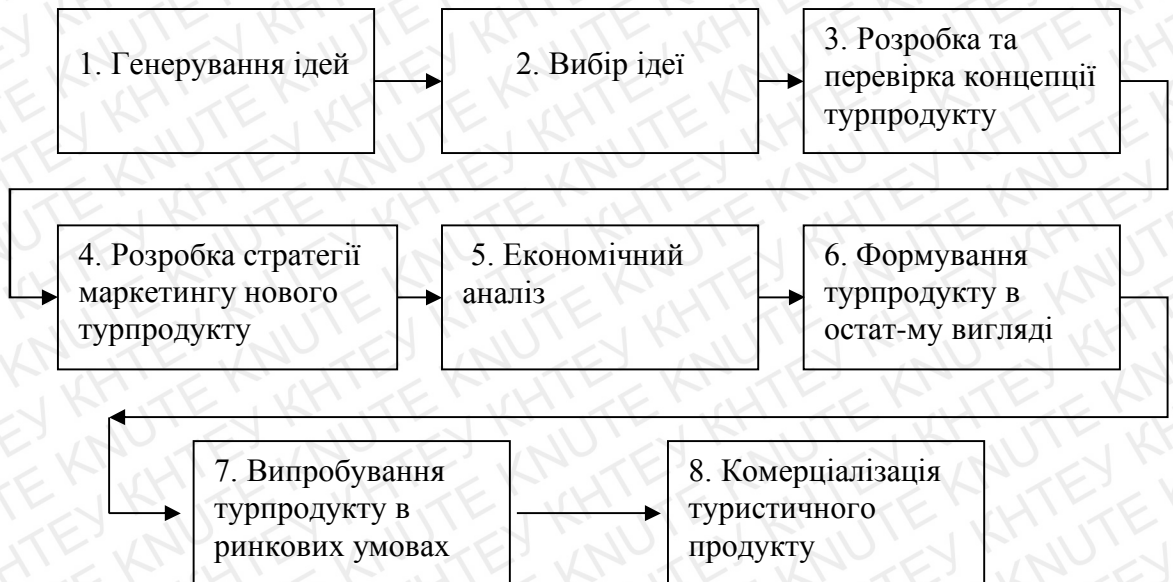 1. Генерування ідей
2. Вибір ідеї
3. Розробка та
перевірка концепції
турпродукту
4. Розробка стратегії
маркетингу нового
турпродукту
5. Економічний
аналіз
6. Формування
турпродукту в
остат-му вигляді
7. Випробування
турпродукту в
ринкових умовах
8. Комерціалізація
туристичного
продукту